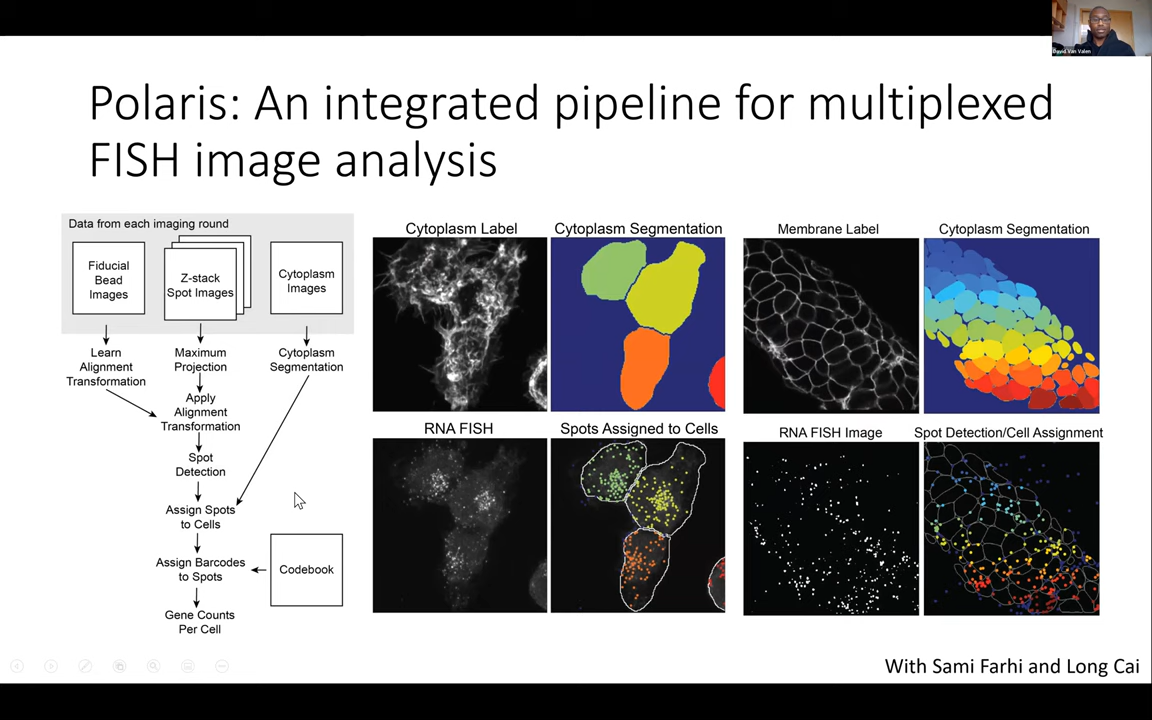 David Van Valen
Polaris: An integrated pipeline for multiplexed
FISH image analysis
Data from each imaging round
Fiducial
Bead
Images
Z-stack
Spot Images
Cytoplasm
Images
Learn
Alignment
Transformation
Maximum
Projection
Cytoplasm
Segmentation
Apply
Alignment
Transformation
Spot
Detection
Assign Spots
to Cells
Assign Barcodes
to Spots
Codebook
Gene Counts
Per Cell
Cytoplasm Label
Cytoplasm Segmentation
RNA FISH
Spots Assigned to Cells
Membrane Label
Cytoplasm Segmentation
RNA FISH Image
Spot Detection/Cell Assignment
With Sami Farhi and Long Cai